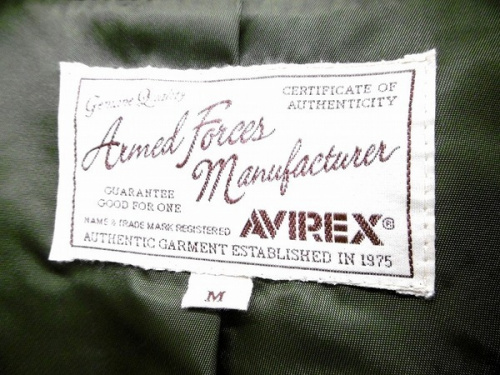 Genuine Quality
CERTIFICATE OF
AUTHENTICITY
Armed Forces
Manufacturer
GUARANTEE
GOOD FOR ONE
NAME & TRADE MARK REGISTERED
AVIREX®
AUTHENTIC GARMENT ESTABLISHED IN 1975
M